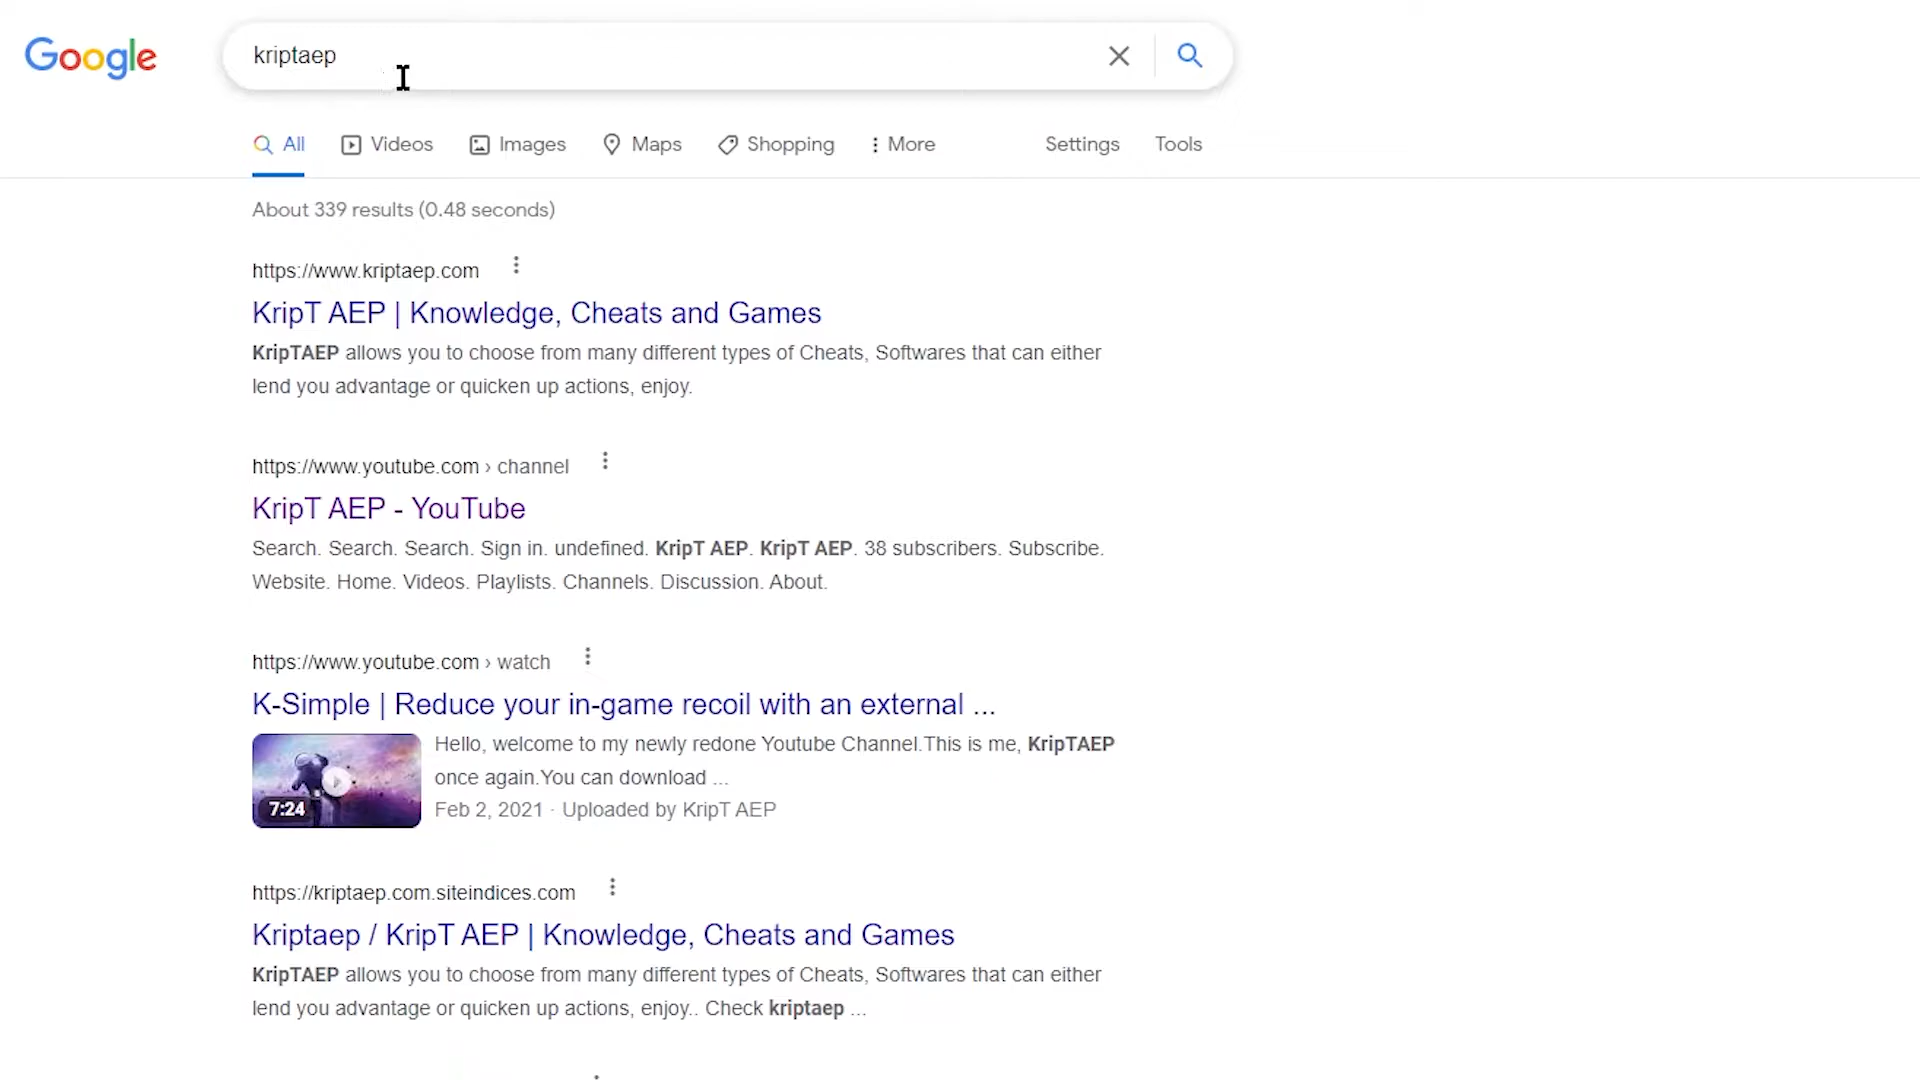 Google
kriptaep
All
Videos
Images
Maps
Shopping
More
Settings
Tools
About 339 results (0.48 seconds)
https://www.kriptaep.com
KripT AEP | Knowledge, Cheats and Games
KripTAEP allows you to choose from many different types of Cheats, Softwares that can either
lend you advantage or quicken up actions, enjoy.
https://www.youtube.com › channel
KripT AEP - YouTube
Search. Search. Search. Sign in. undefined. KripT AEP. KripT AEP. 38 subscribers. Subscribe.
Website. Home. Videos. Playlists. Channels. Discussion. About.
https://www.youtube.com › watch
K-Simple | Reduce your in-game recoil with an external ...
Hello, welcome to my newly redone Youtube Channel.This is me, KripTAEP
once again.You can download ...
7:24
Feb 2, 2021 · Uploaded by KripT AEP
https://kriptaep.com.siteindices.com
Kriptaep / KripT AEP | Knowledge, Cheats and Games
KripTAEP allows you to choose from many different types of Cheats, Softwares that can either
lend you advantage or quicken up actions, enjoy.. Check kriptaep ...